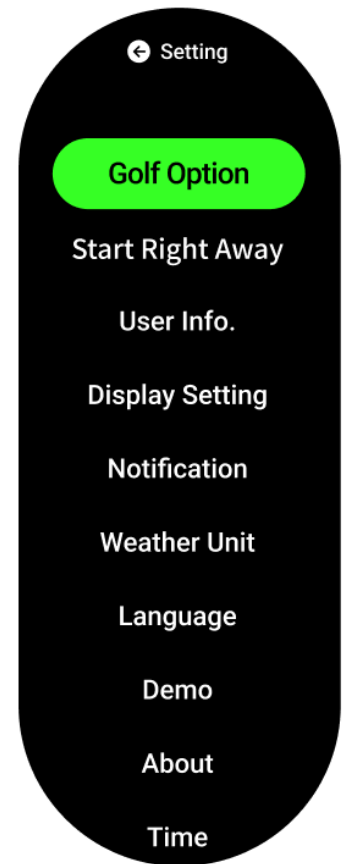 Setting
Golf Option
Start Right Away
User Info.
Display Setting
Notification
Weather Unit
Language
Demo
About
Time